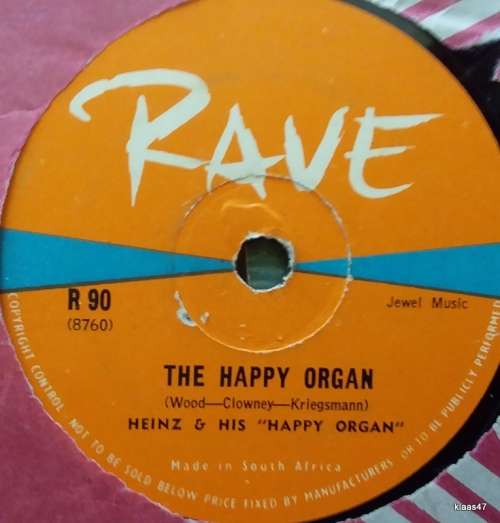 RAVE
R 90
(8760)
Jewel Music
THE HAPPY ORGAN
(Wood—Clowney—Kriegsmann)
HEINZ & HIS "HAPPY ORGAN"
Made in South Africa
COPYRIGHT CONTROL · NOT TO BE SOLD BELOW PRICE FIXED BY MANUFACTURERS OR TO BE PUBLICLY PERFORMED
klaas47